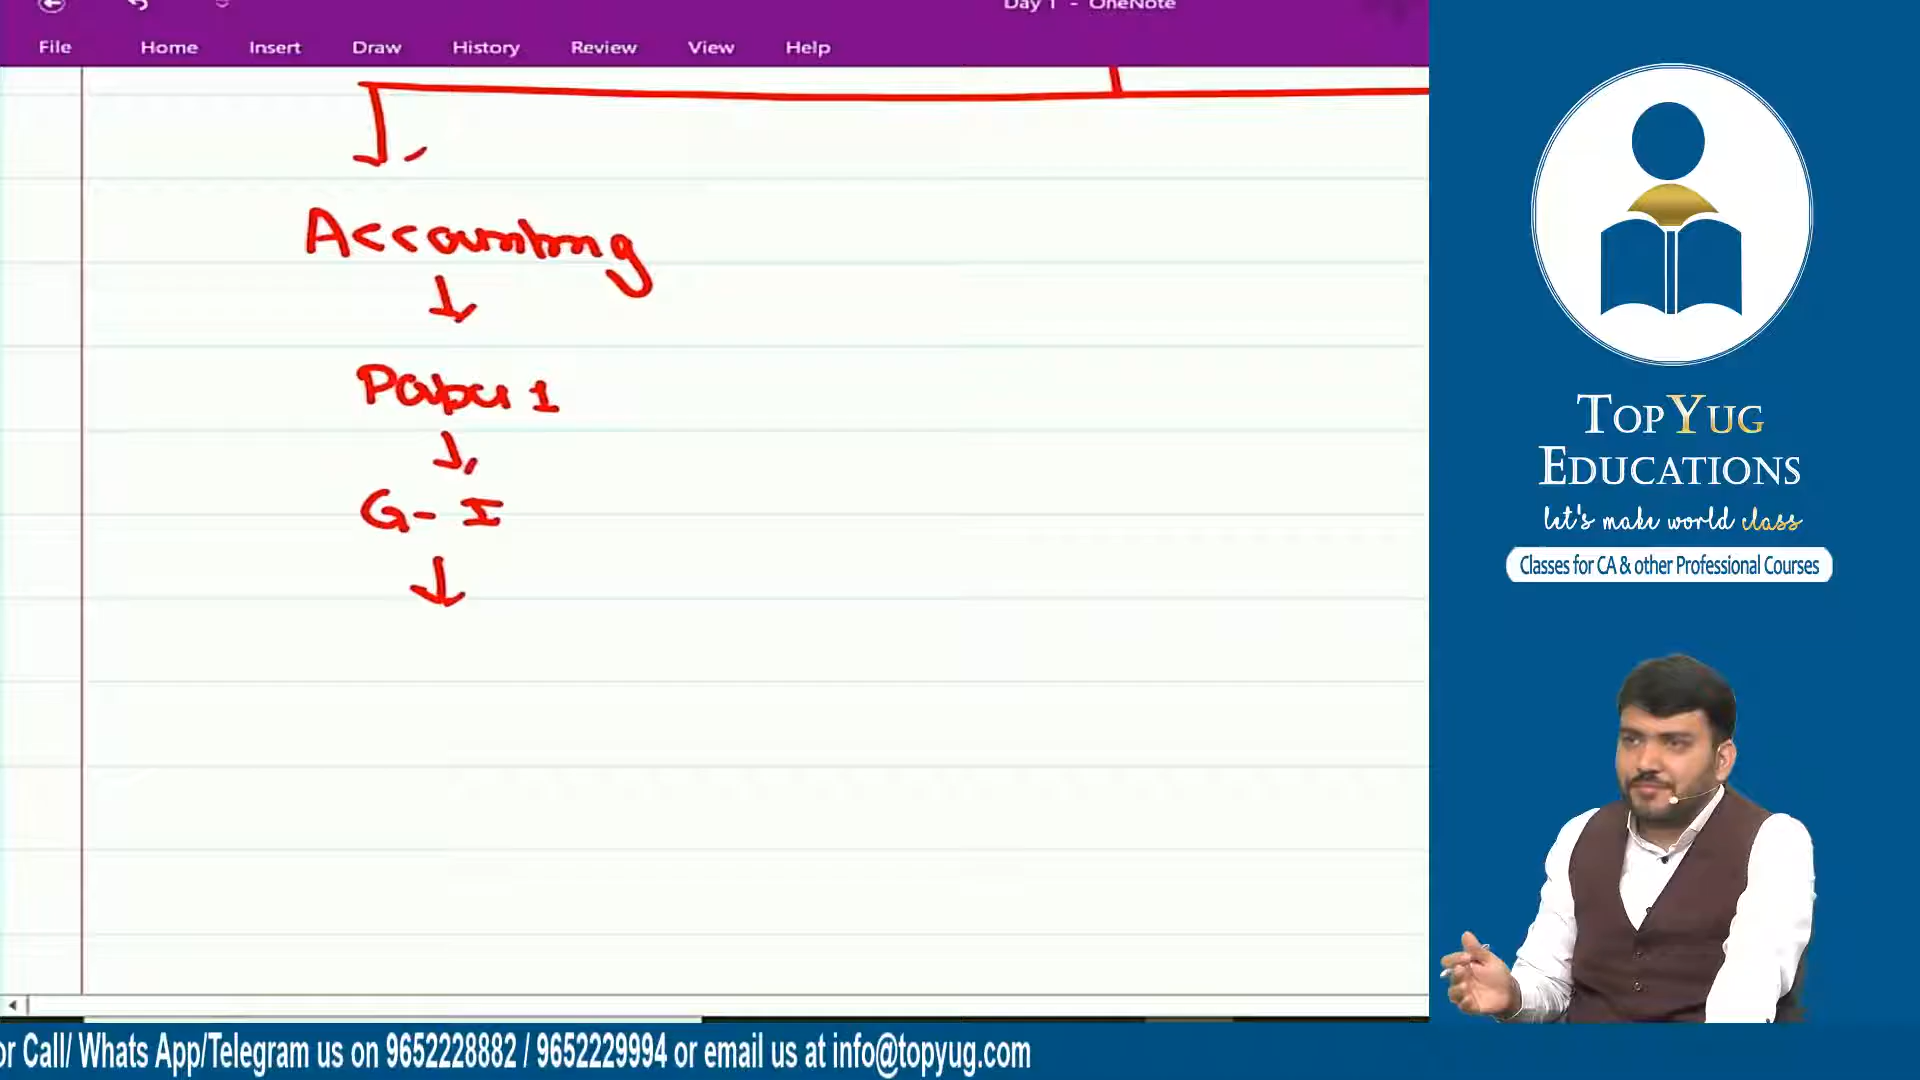 Day 1 - OneNote
File Home Insert Draw History Review View Help
Accounting
Paper 1
G- I
TOPYUG
EDUCATIONS
let's make world class
Classes for CA & other Professional Courses
or Call/ Whats App/Telegram us on 9652228882 / 9652229994 or email us at info@topyug.com